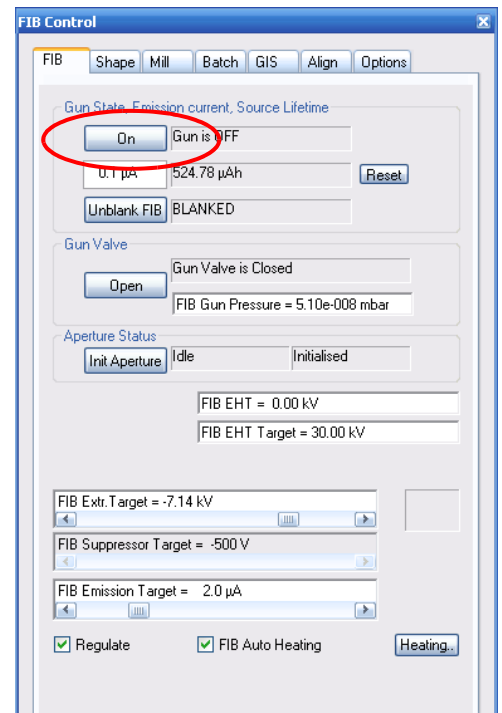 FIB Control
FIB Shape Mill Batch GIS Align Options
Gun State, Emission current, Source Lifetime
On Gun is OFF
0.1 µA 524.78 µAh Reset
Unblank FIB BLANKED
Gun Valve
Gun Valve is Closed
Open
FIB Gun Pressure = 5.10e-008 mbar
Aperture Status
Init Aperture Idle Initialised
FIB EHT = 0.00 kV
FIB EHT Target = 30.00 kV
FIB Extr.Target = -7.14 kV
FIB Suppressor Target = -500 V
FIB Emission Target = 2.0 µA
Regulate FIB Auto Heating Heating..